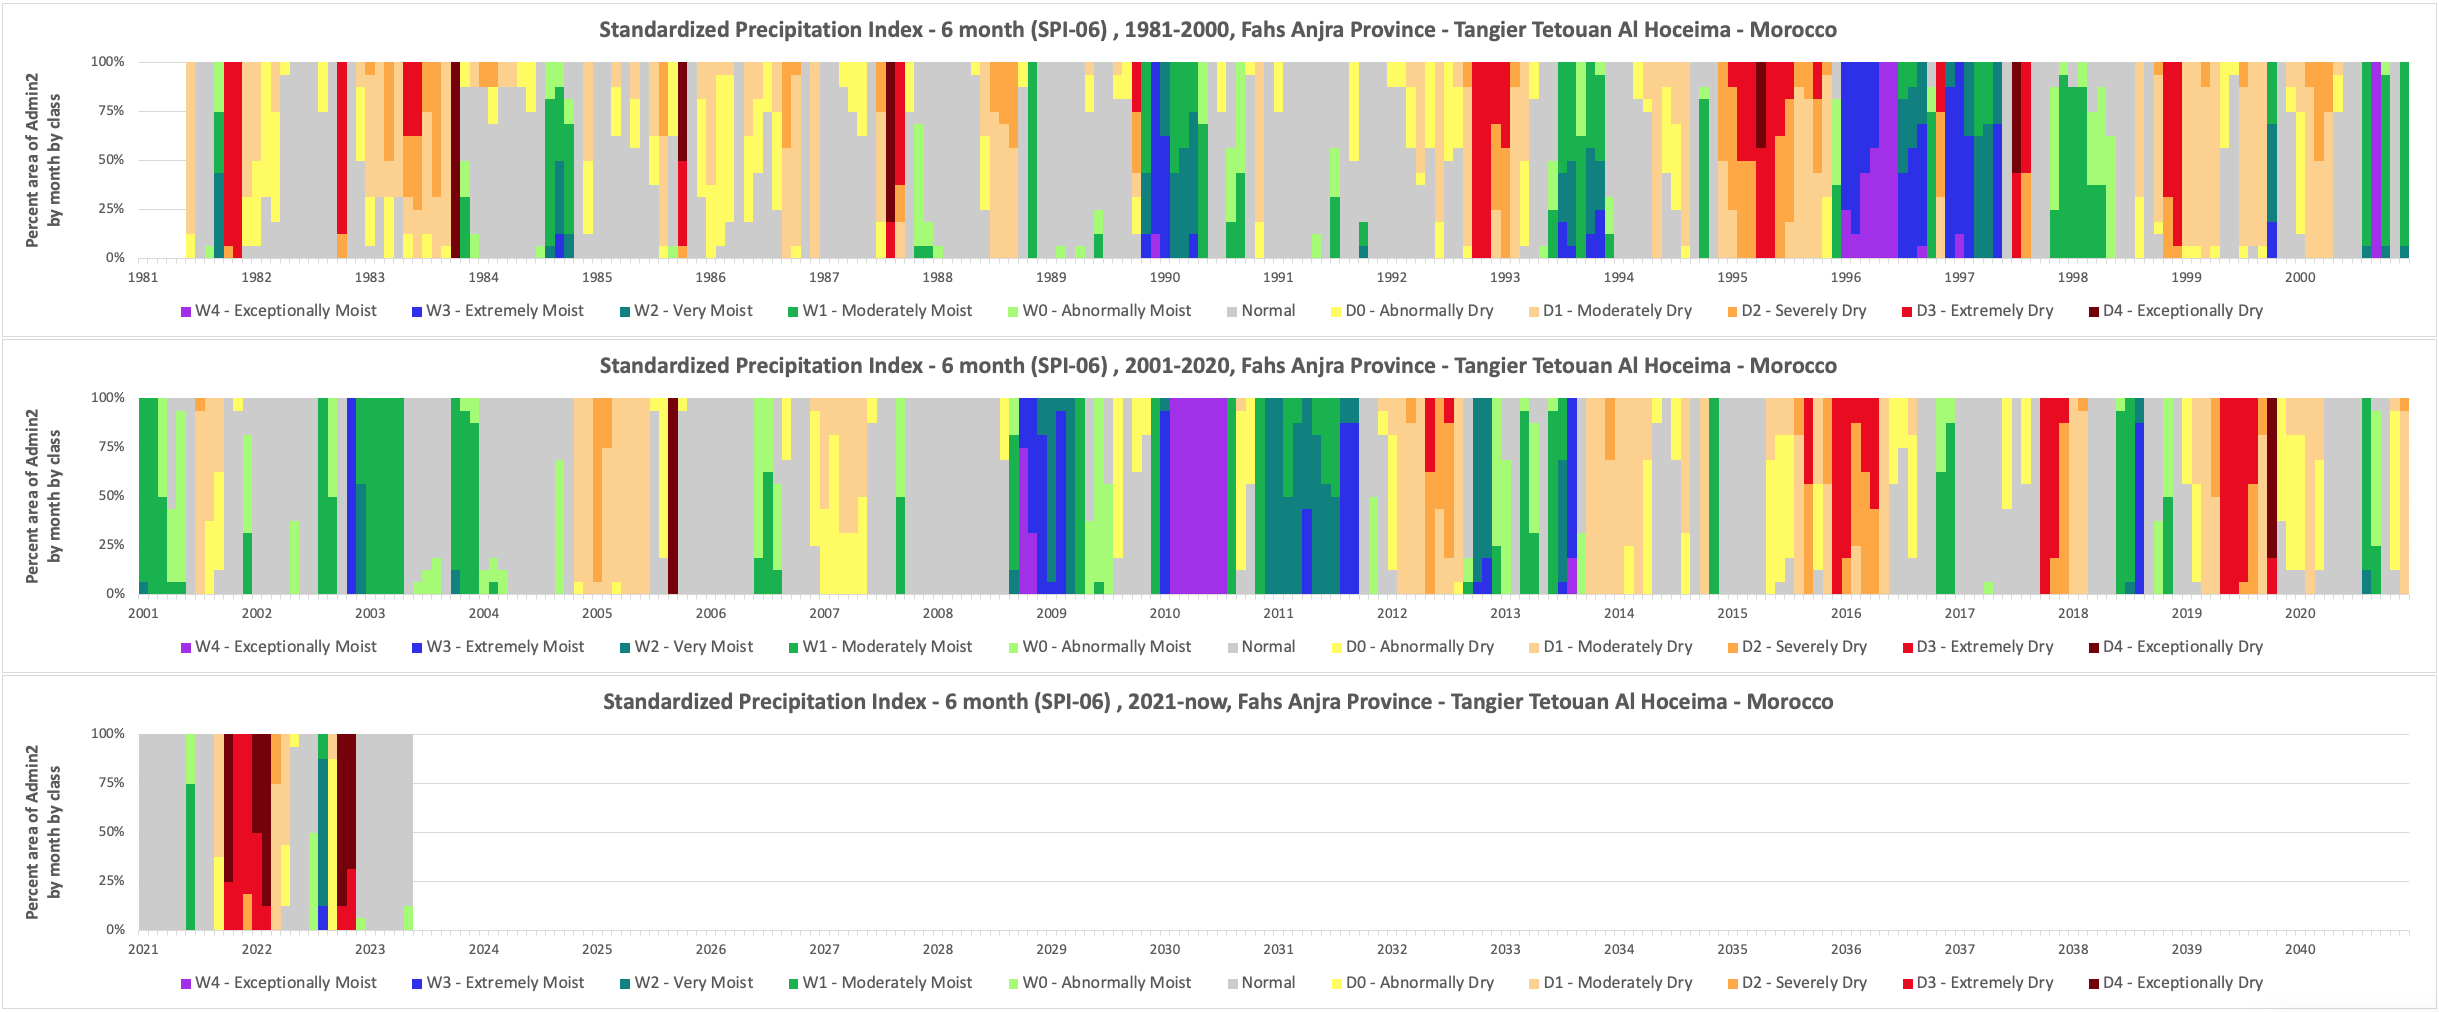 Standardized Precipitation Index - 6 month (SPI-06) , 1981-2000, Fahs Anjra Province - Tangier Tetouan Al Hoceima - Morocco
Percent area of Admin2
by month by class
100%
75%
50%
25%
0%
1981 1982 1983 1984 1985 1986 1987 1988 1989 1990 1991 1992 1993 1994 1995 1996 1997 1998 1999 2000
W4 - Exceptionally Moist W3 - Extremely Moist W2 - Very Moist W1 - Moderately Moist W0 - Abnormally Moist Normal D0 - Abnormally Dry D1 - Moderately Dry D2 - Severely Dry D3 - Extremely Dry D4 - Exceptionally Dry
Standardized Precipitation Index - 6 month (SPI-06) , 2001-2020, Fahs Anjra Province - Tangier Tetouan Al Hoceima - Morocco
Percent area of Admin2
by month by class
100%
75%
50%
25%
0%
2001 2002 2003 2004 2005 2006 2007 2008 2009 2010 2011 2012 2013 2014 2015 2016 2017 2018 2019 2020
W4 - Exceptionally Moist W3 - Extremely Moist W2 - Very Moist W1 - Moderately Moist W0 - Abnormally Moist Normal D0 - Abnormally Dry D1 - Moderately Dry D2 - Severely Dry D3 - Extremely Dry D4 - Exceptionally Dry
Standardized Precipitation Index - 6 month (SPI-06) , 2021-now, Fahs Anjra Province - Tangier Tetouan Al Hoceima - Morocco
Percent area of Admin2
by month by class
100%
75%
50%
25%
0%
2021 2022 2023 2024 2025 2026 2027 2028 2029 2030 2031 2032 2033 2034 2035 2036 2037 2038 2039 2040
W4 - Exceptionally Moist W3 - Extremely Moist W2 - Very Moist W1 - Moderately Moist W0 - Abnormally Moist Normal D0 - Abnormally Dry D1 - Moderately Dry D2 - Severely Dry D3 - Extremely Dry D4 - Exceptionally Dry